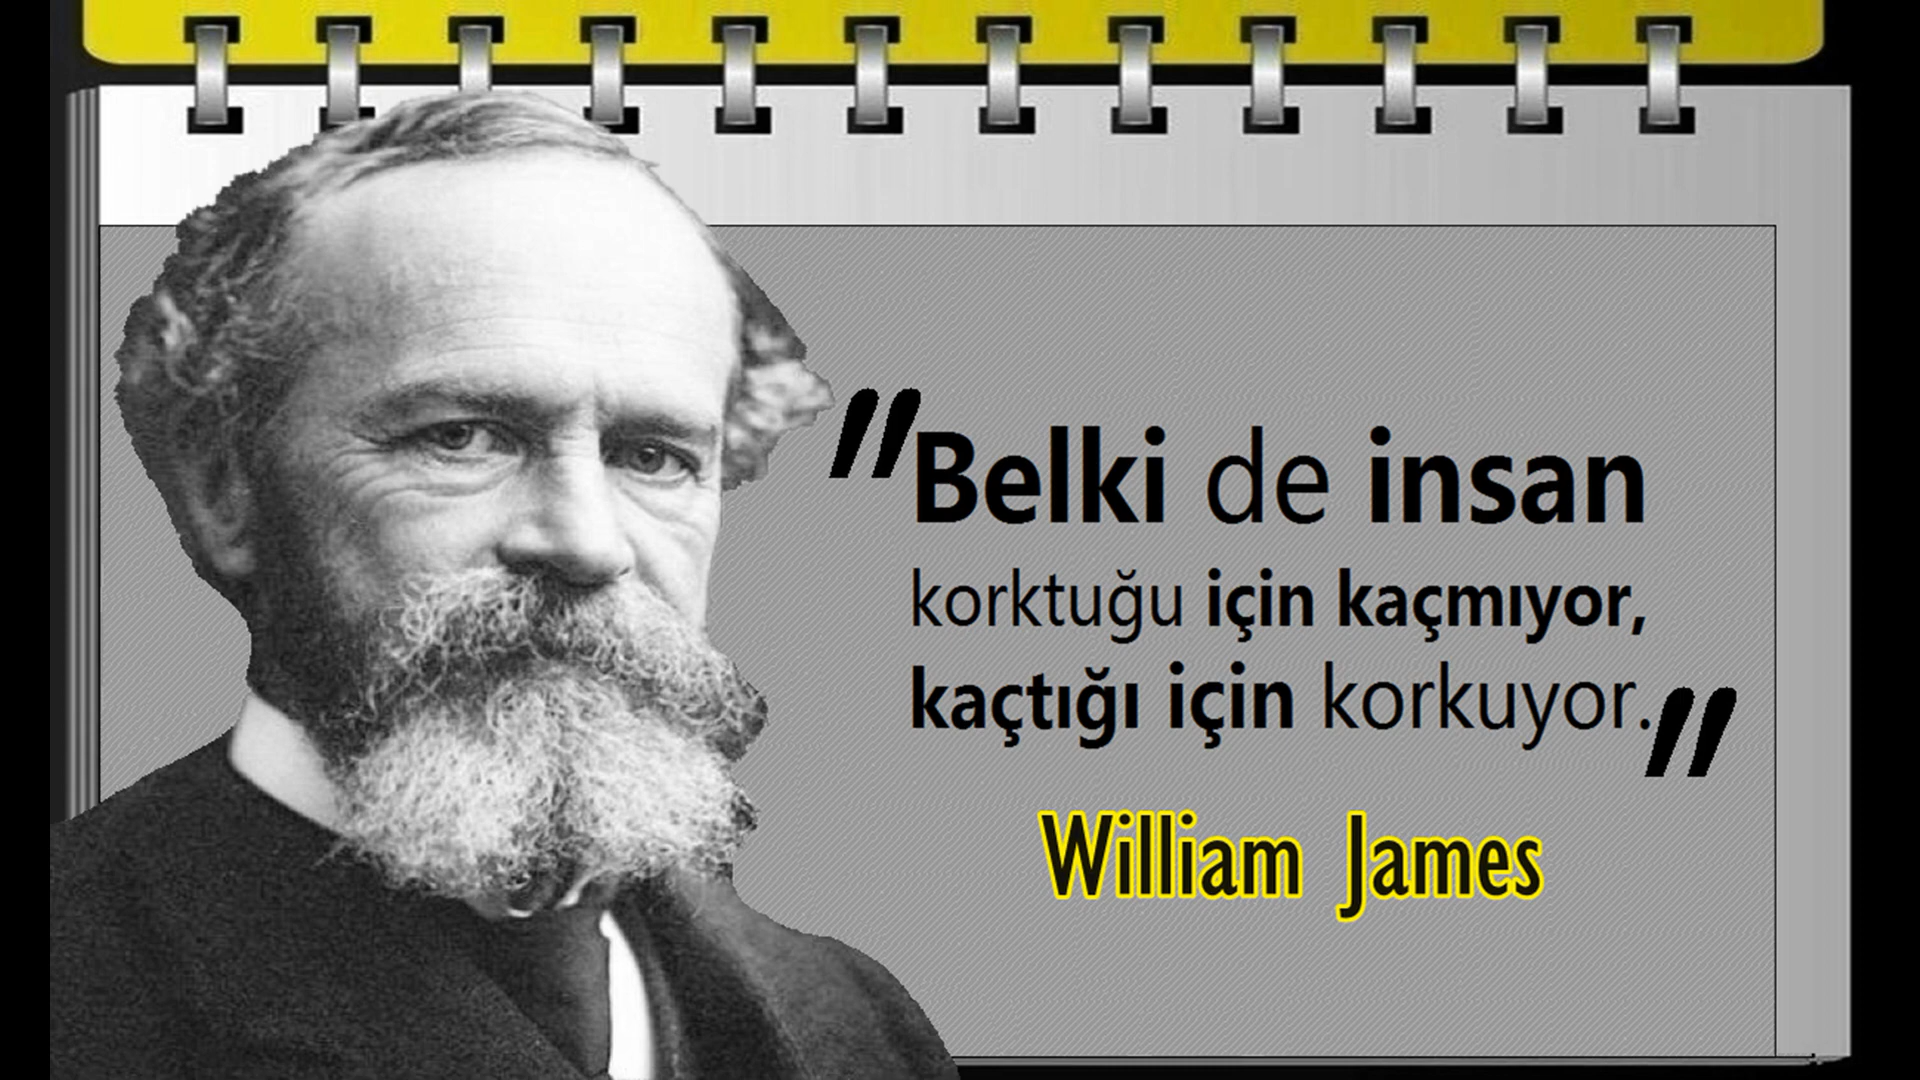 "Belki de insan
korktuğu için kaçmıyor,
kaçtığı için korkuyor."
William James